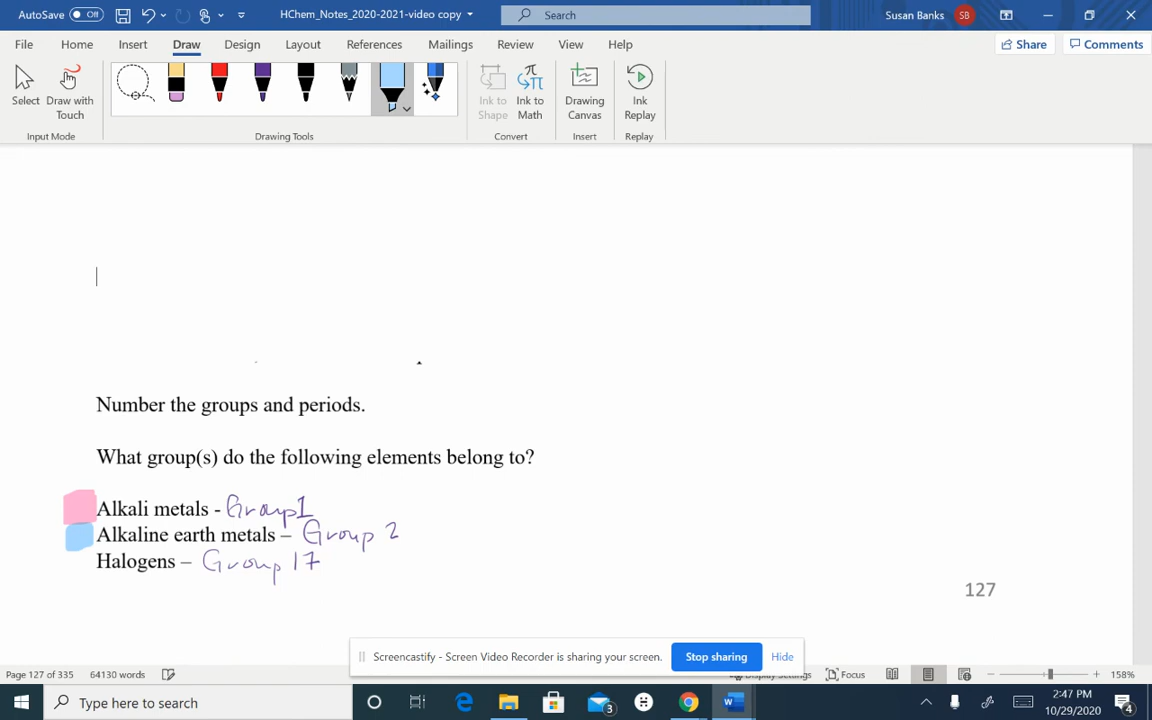 AutoSave Off HChem_Notes_2020-2021-video copy Search Susan Banks SB
File Home Insert Draw Design Layout References Mailings Review View Help Share Comments
Select Draw with Touch Ink to Shape Ink to Math Drawing Canvas Ink Replay
Input Mode Drawing Tools Convert Insert Replay
Number the groups and periods.
What group(s) do the following elements belong to?
Alkali metals - Group 1
Alkaline earth metals – Group 2
Halogens – Group 17
127
Screencastify - Screen Video Recorder is sharing your screen. Stop sharing Hide
Page 127 of 335 64130 words Display Settings Focus 158%
Type here to search 3 2:47 PM
10/29/2020 4